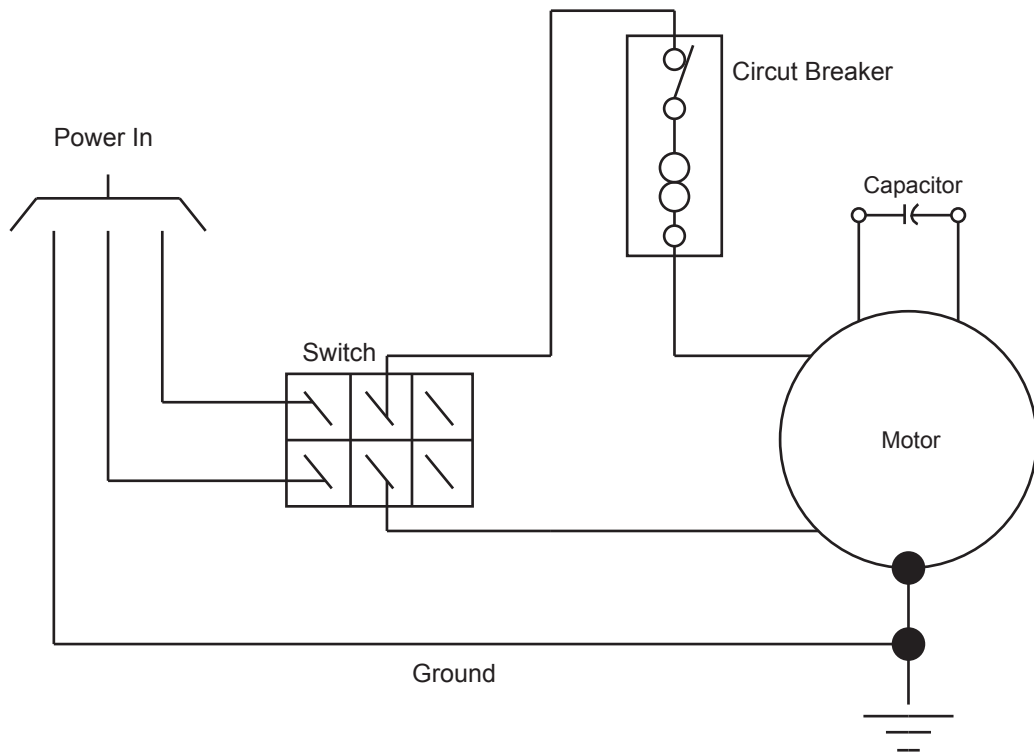 Circut Breaker
Power In
Capacitor
Switch
Motor
Ground